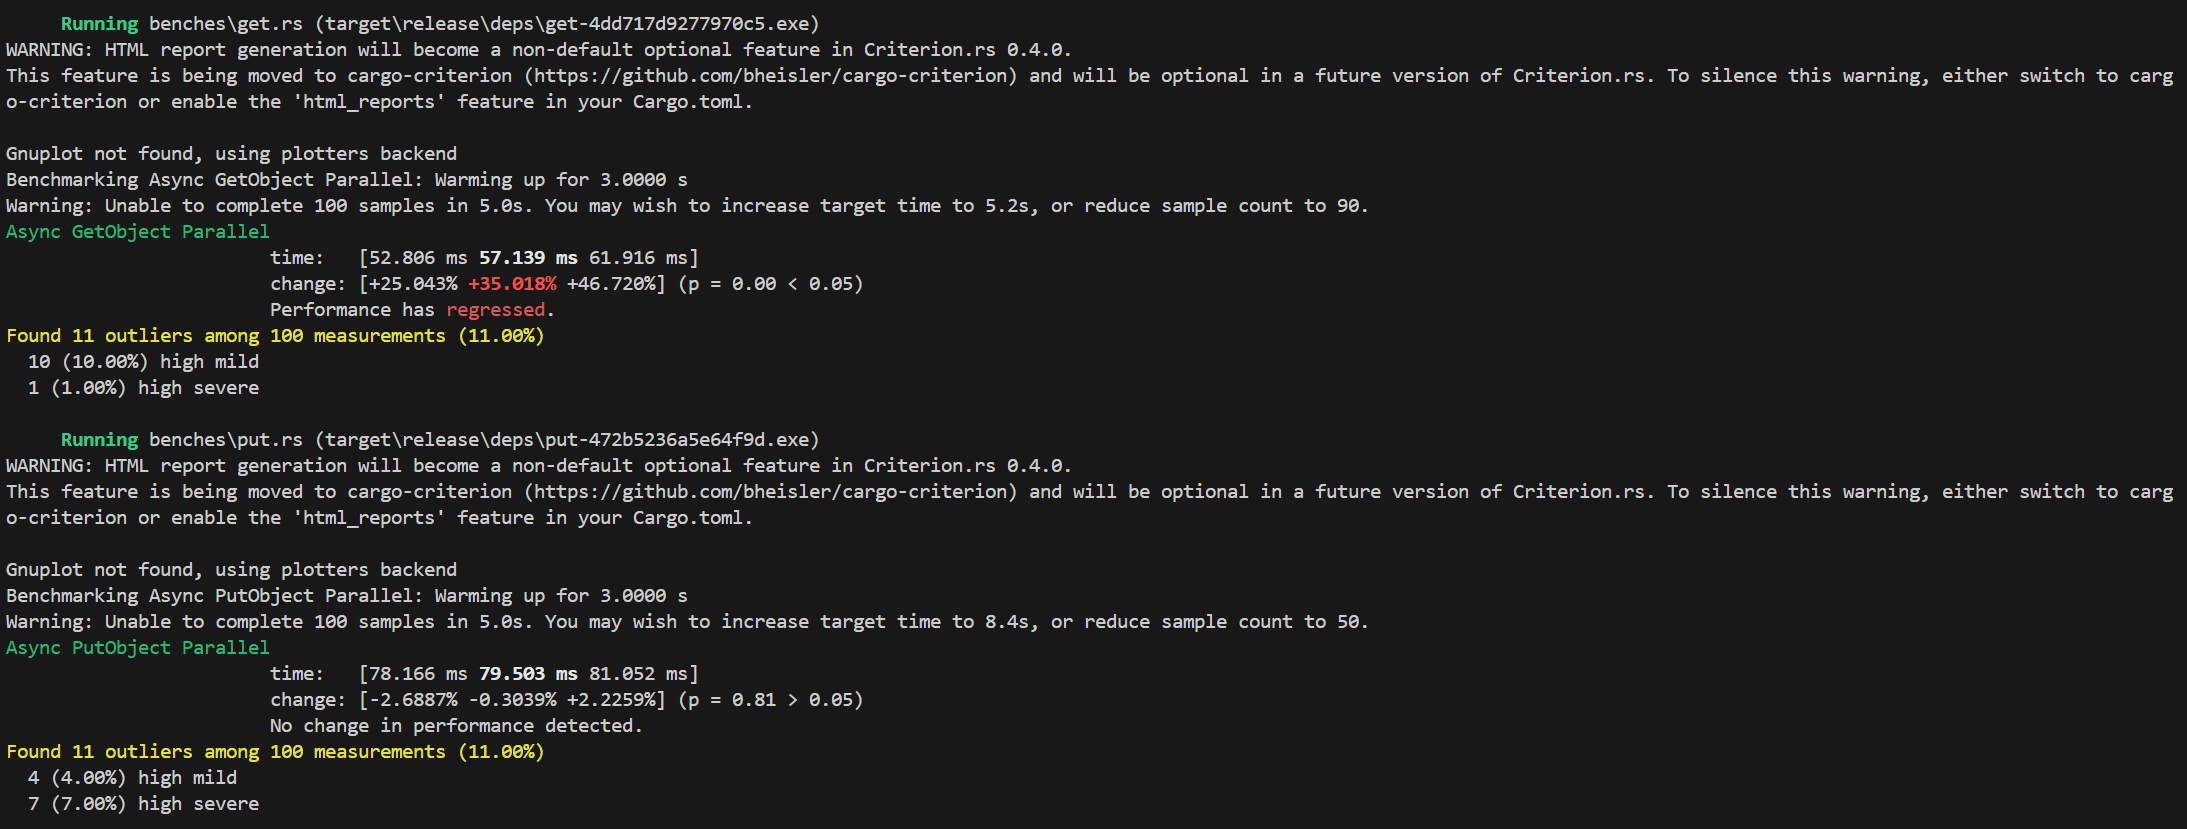 Running benches\get.rs (target\release\deps\get-4dd717d9277970c5.exe)
WARNING: HTML report generation will become a non-default optional feature in Criterion.rs 0.4.0.
This feature is being moved to cargo-criterion (https://github.com/bheisler/cargo-criterion) and will be optional in a future version of Criterion.rs. To silence this warning, either switch to carg
o-criterion or enable the 'html_reports' feature in your Cargo.toml.
Gnuplot not found, using plotters backend
Benchmarking Async GetObject Parallel: Warming up for 3.0000 s
Warning: Unable to complete 100 samples in 5.0s. You may wish to increase target time to 5.2s, or reduce sample count to 90.
Async GetObject Parallel
time:   [52.806 ms 57.139 ms 61.916 ms]
change: [+25.043% +35.018% +46.720%] (p = 0.00 < 0.05)
Performance has regressed.
Found 11 outliers among 100 measurements (11.00%)
10 (10.00%) high mild
1 (1.00%) high severe
Running benches\put.rs (target\release\deps\put-472b5236a5e64f9d.exe)
WARNING: HTML report generation will become a non-default optional feature in Criterion.rs 0.4.0.
This feature is being moved to cargo-criterion (https://github.com/bheisler/cargo-criterion) and will be optional in a future version of Criterion.rs. To silence this warning, either switch to carg
o-criterion or enable the 'html_reports' feature in your Cargo.toml.
Gnuplot not found, using plotters backend
Benchmarking Async PutObject Parallel: Warming up for 3.0000 s
Warning: Unable to complete 100 samples in 5.0s. You may wish to increase target time to 8.4s, or reduce sample count to 50.
Async PutObject Parallel
time:   [78.166 ms 79.503 ms 81.052 ms]
change: [-2.6887% -0.3039% +2.2259%] (p = 0.81 > 0.05)
No change in performance detected.
Found 11 outliers among 100 measurements (11.00%)
4 (4.00%) high mild
7 (7.00%) high severe